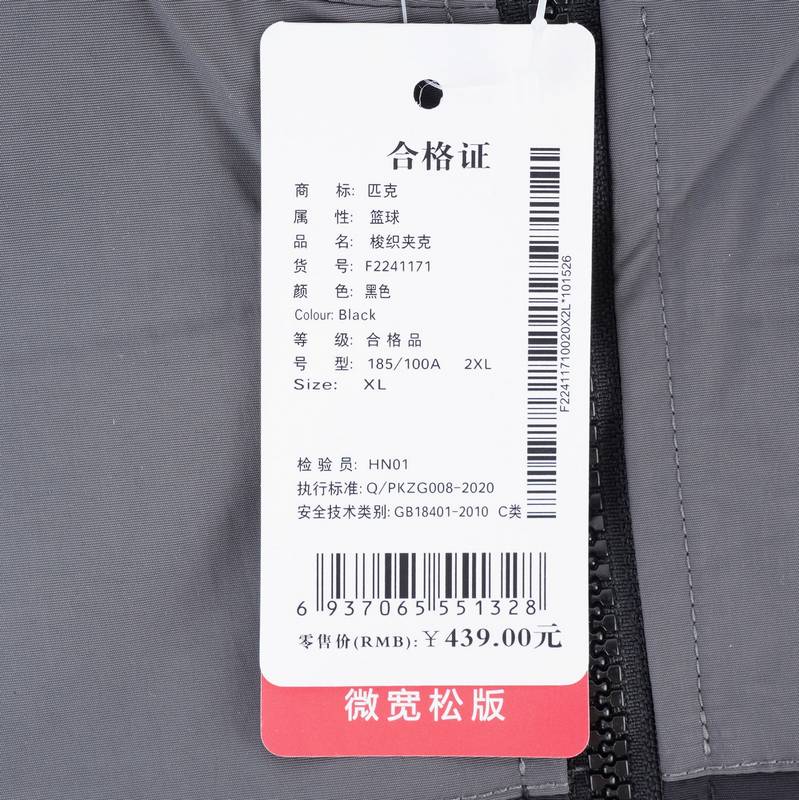 合格证
商 标: 匹克
属 性: 篮球
品 名: 梭织夹克
货 号: F2241171
颜 色: 黑色
Colour: Black
等 级: 合格品
号 型: 185/100A 2XL
Size: XL
检验员: HN01
执行标准: Q/PKZG008-2020
安全技术类别: GB18401-2010 C类
F22411710020X2L*101526
6 937065 551328
零售价(RMB): ￥439.00元
微宽松版